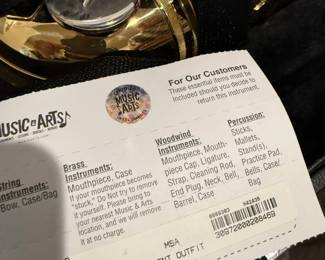 MUSIC & ARTS
MUSIC & ARTS
For Our Customers
These essential items must be
included should you decide to
return this instrument.
String
Instruments:
Bow, Case/Bag
Brass
Instruments:
Mouthpiece, Case
If your mouthpiece becomes
"stuck." Do Not try to remove
it yourself. Please bring to
your nearest Music & Arts
location, and we will remove
it at no charge.
Woodwind
Instruments:
Mouthpiece, Mouth-
piece Cap, Ligature,
Strap, Cleaning Rod,
End Plug, Neck, Bell,
Barrel, Case
Percussion:
Sticks,
Mallets,
Stand(s),
Practice Pad,
Bells, Case/
Bag
MSA
OUTFIT